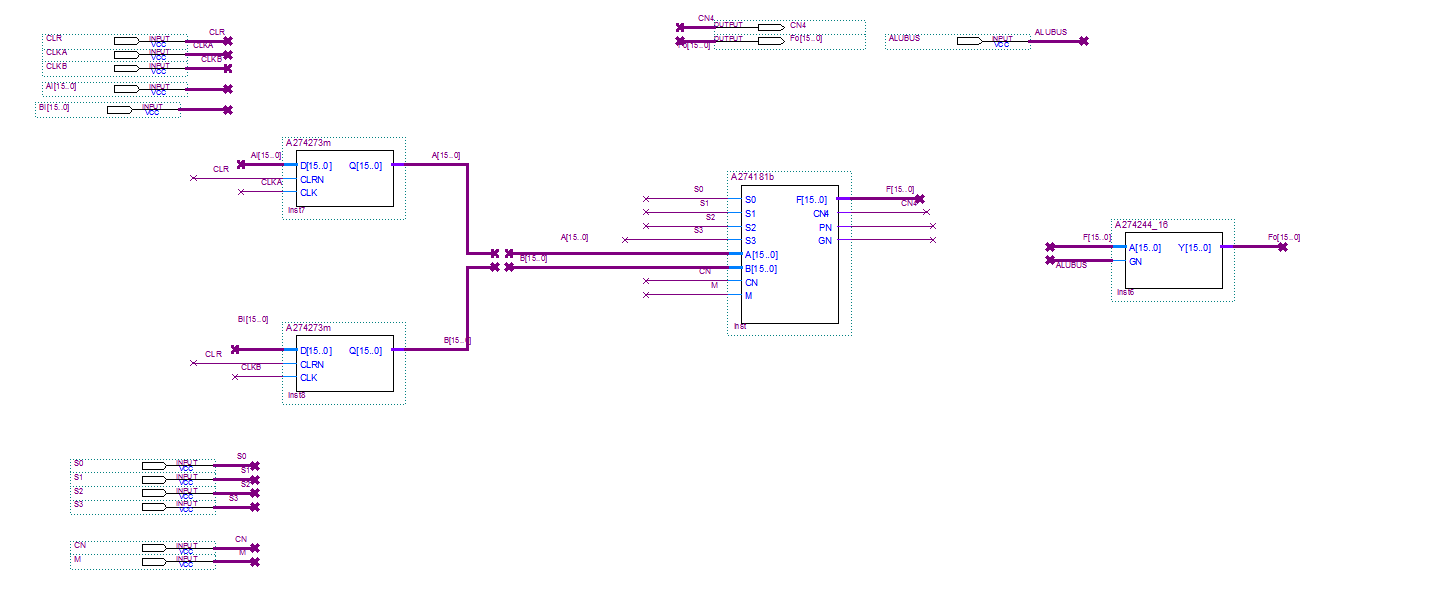 CLR INPUT VCC CLR
CLKA INPUT VCC CLKA
CLKB INPUT VCC CLKB
AI[15..0] INPUT VCC
BI[15..0] INPUT VCC
CN4 OUTPUT CN4
Fo[15..0] OUTPUT Fo[15..0]
ALUBUS INPUT VCC ALUBUS
A274273m
AI[15..0] D[15..0] Q[15..0] A[15..0]
CLR CLRN
CLKA CLK
inst7
A274181b
S0 S0 F[15..0] F[15..0]
S1 S1 CN4 CN4
S2 S2 PN
S3 S3 GN
A[15..0] A[15..0]
B[15..0] B[15..0]
CN CN
M M
inst
A274244_16
F[15..0] A[15..0] Y[15..0] Fo[15..0]
ALUBUS GN
inst6
A274273m
BI[15..0] D[15..0] Q[15..0] B[15..0]
CLR CLRN
CLKB CLK
inst8
S0 INPUT VCC S0
S1 INPUT VCC S1
S2 INPUT VCC S2
S3 INPUT VCC S3
CN INPUT VCC CN
M INPUT VCC M